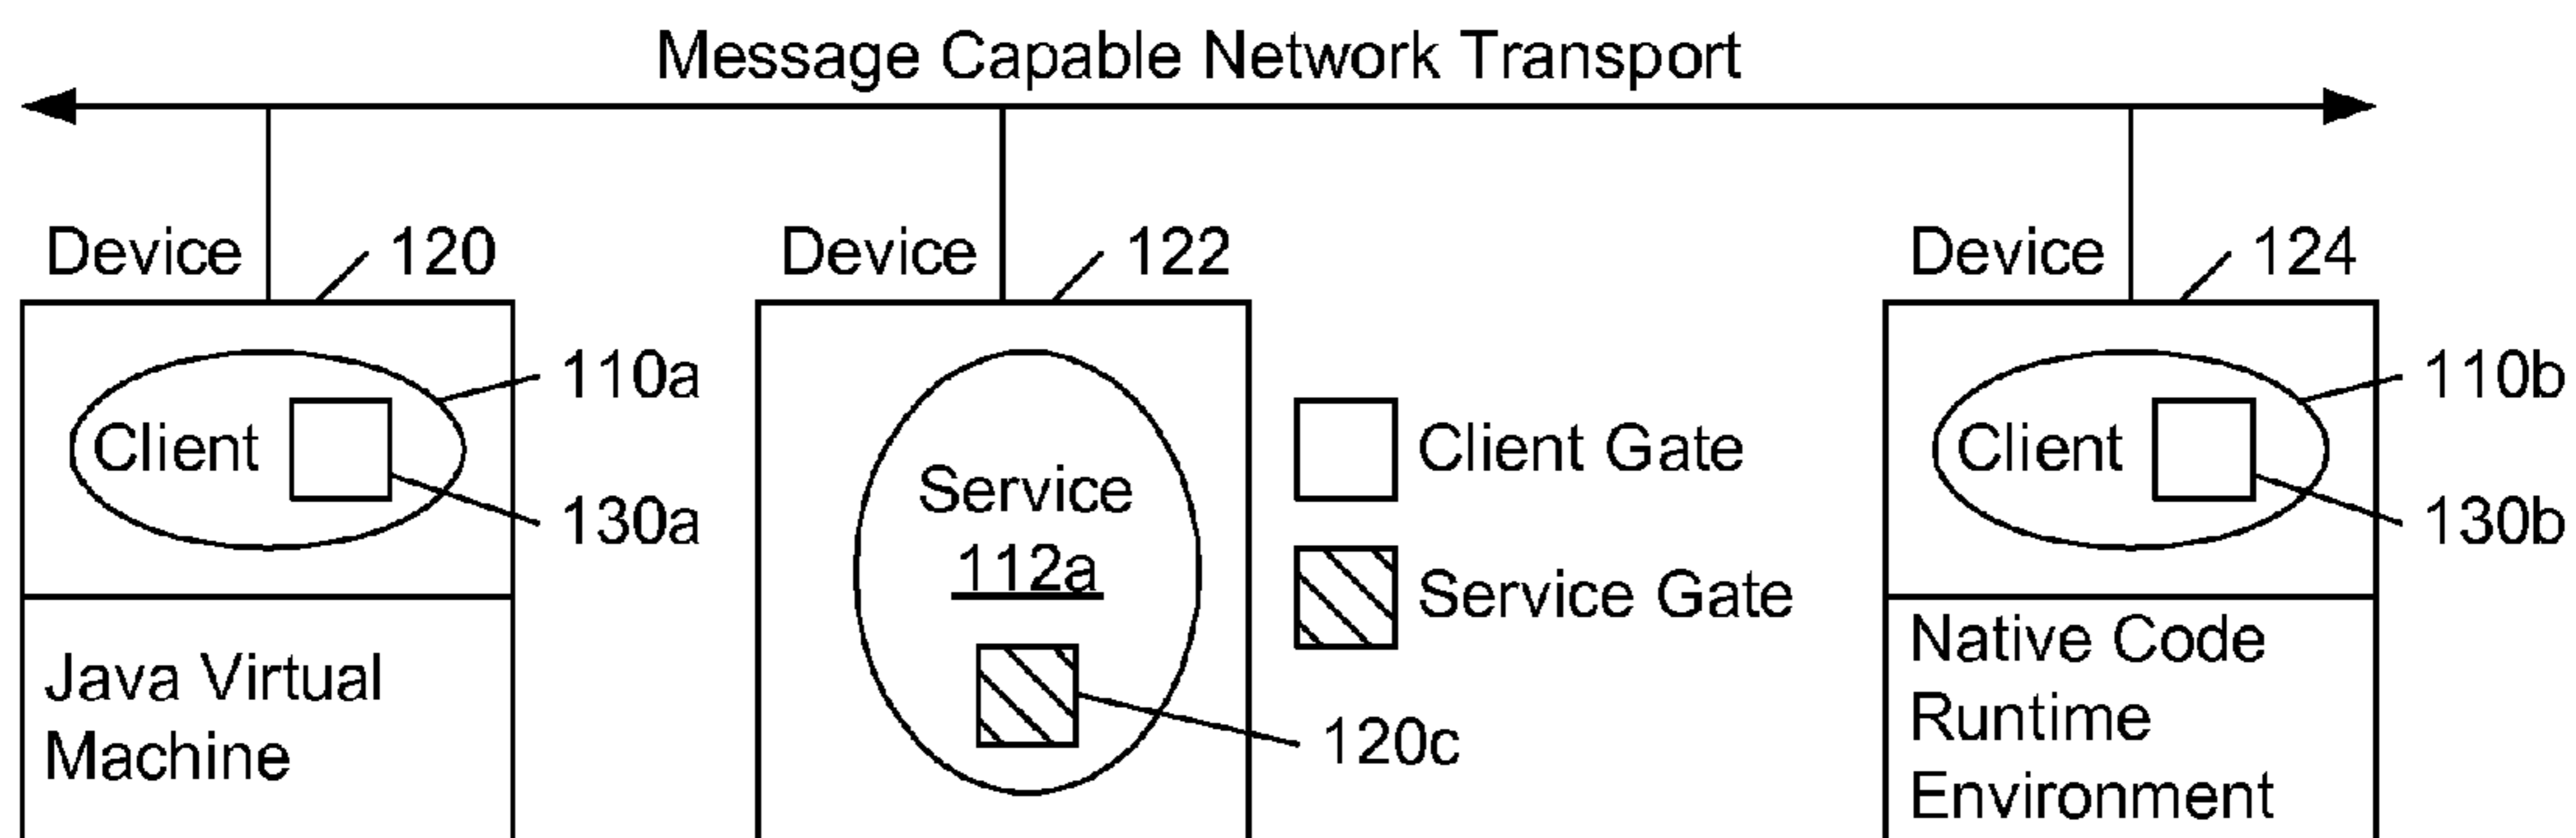 Message Capable Network Transport
Device 120
Device 122
Device 124
110a
Client
130a
Java Virtual
Machine
Service
112a
120c
Client Gate
Service Gate
110b
Client
130b
Native Code
Runtime
Environment